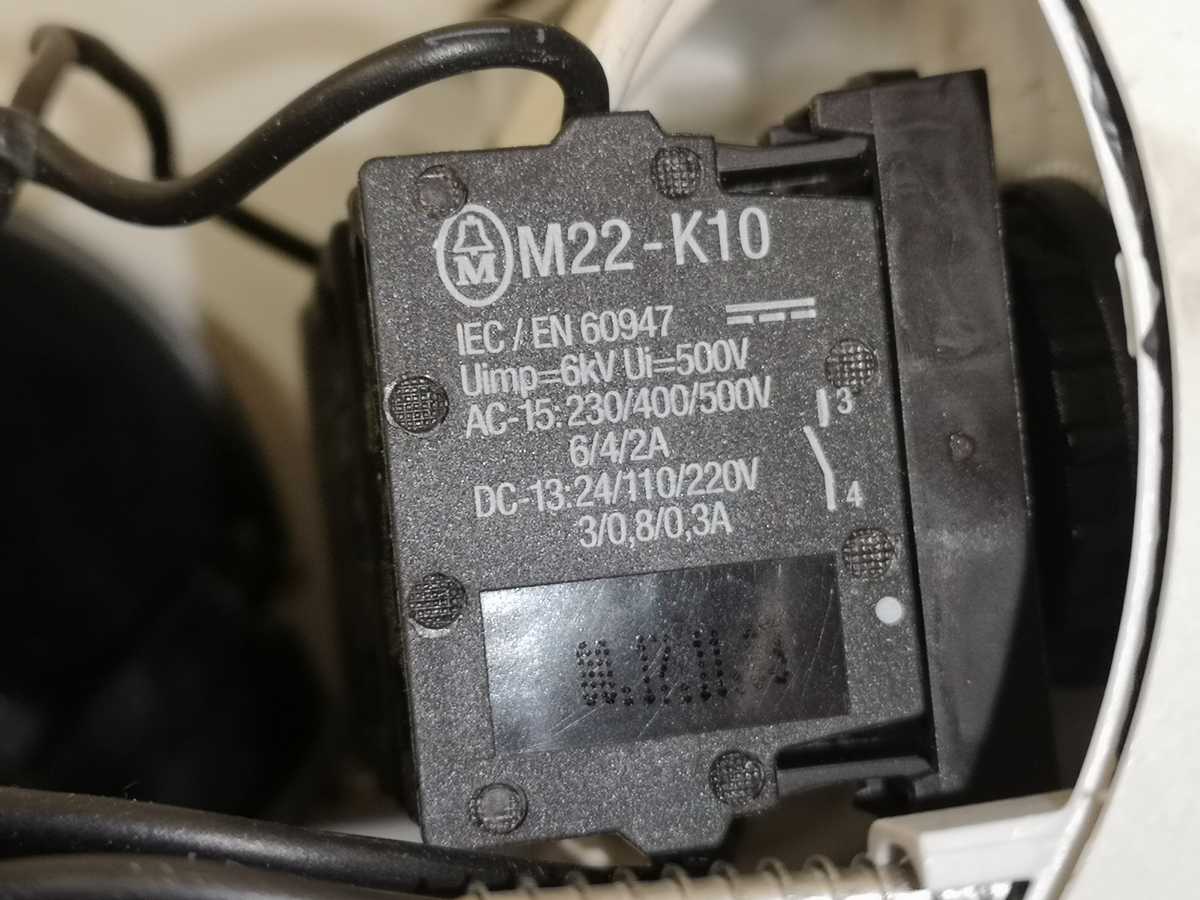 M M22-K10
IEC/EN 60947
Uimp=6kV Ui=500V
AC-15: 230/400/500V
6/4/2A
DC-13:24/110/220V
3/0,8/0,3A
3
4